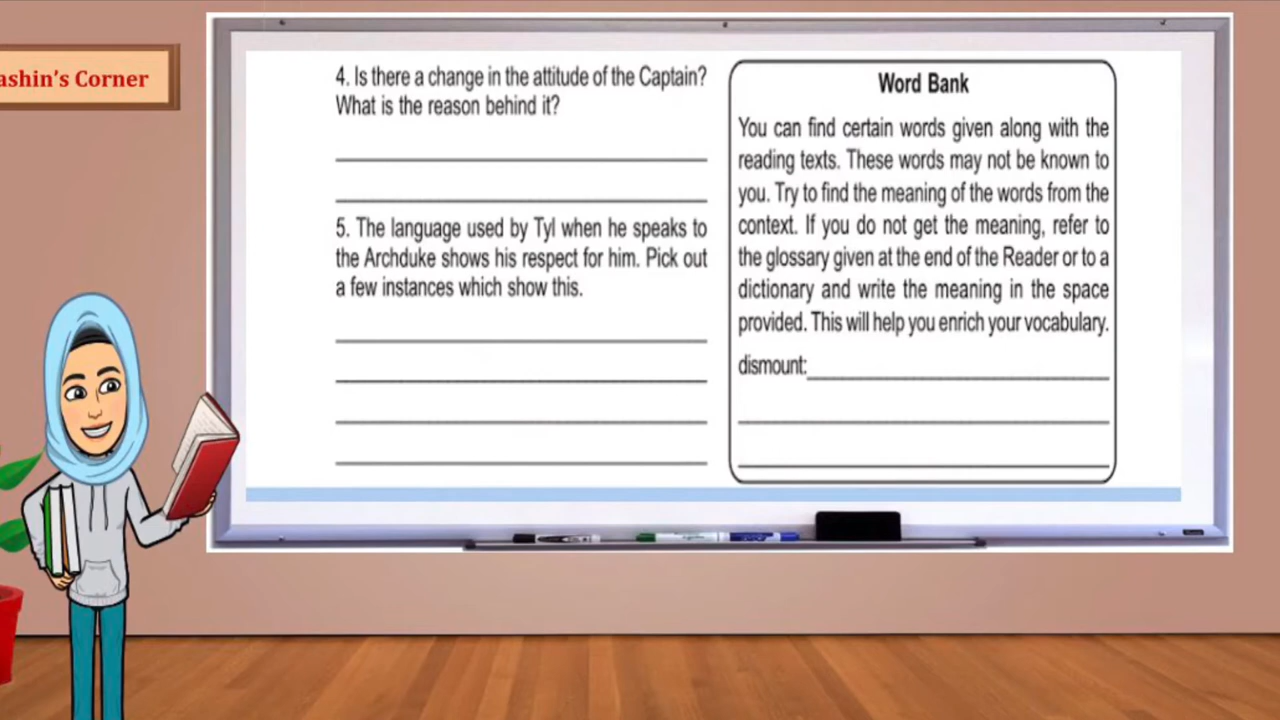 ashin's Corner
4. Is there a change in the attitude of the Captain?
What is the reason behind it?
5. The language used by Tyl when he speaks to
the Archduke shows his respect for him. Pick out
a few instances which show this.
Word Bank
You can find certain words given along with the
reading texts. These words may not be known to
you. Try to find the meaning of the words from the
context. If you do not get the meaning, refer to
the glossary given at the end of the Reader or to a
dictionary and write the meaning in the space
provided. This will help you enrich your vocabulary.
dismount: